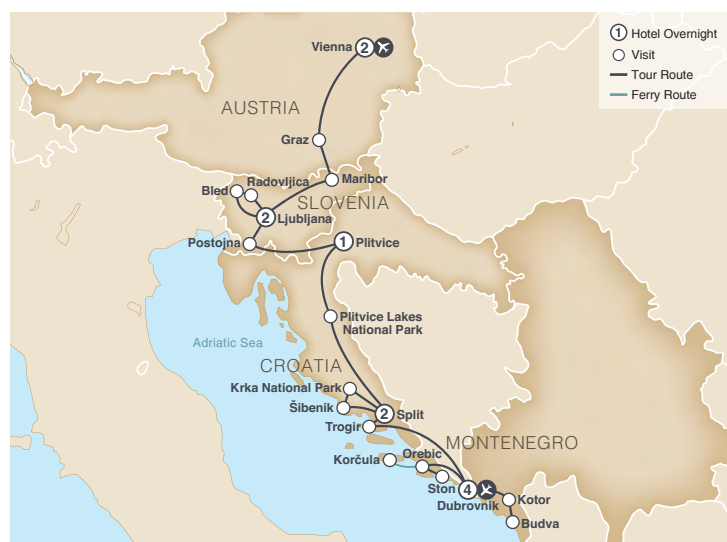 1 Hotel Overnight
Visit
Tour Route
Ferry Route
Vienna 2
AUSTRIA
Graz
Maribor
Radovljica
Bled
SLOVENIA
2 Ljubljana
Postojna
1 Plitvice
Plitvice Lakes
National Park
Adriatic Sea
CROATIA
Krka National Park
Šibenik
2 Split
Trogir
MONTENEGRO
Orebic
Korčula
Ston
4
Dubrovnik
Kotor
Budva